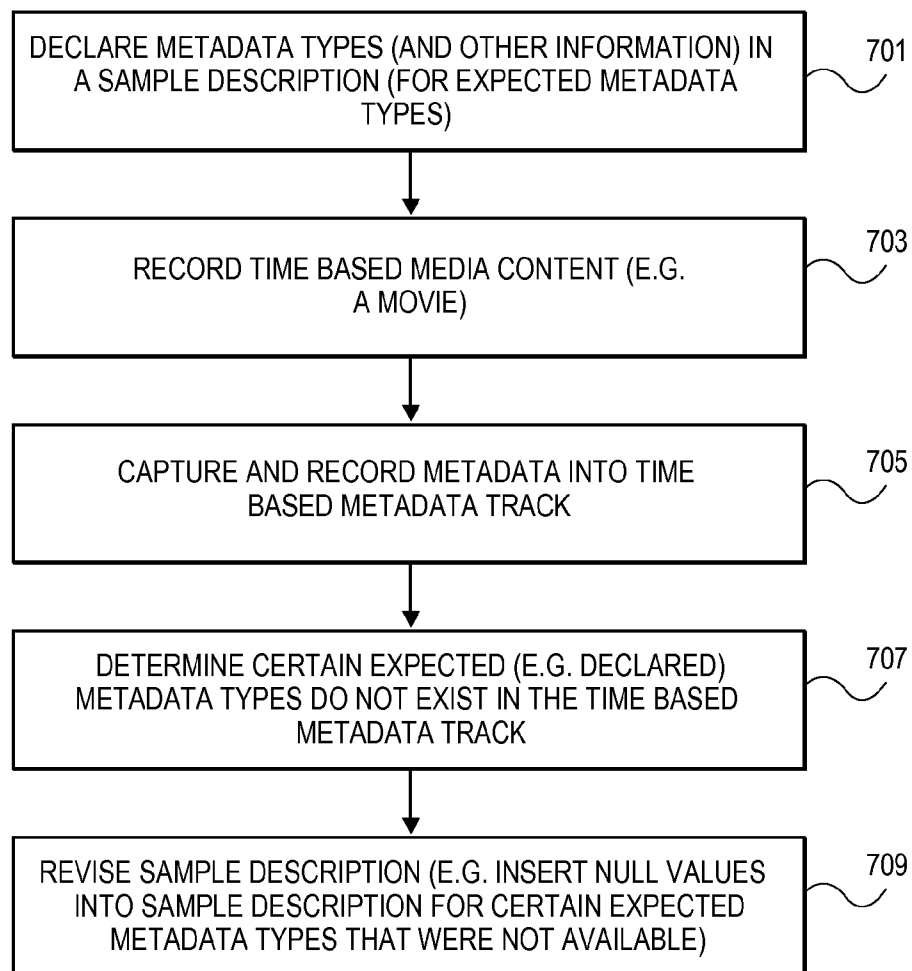 DECLARE METADATA TYPES (AND OTHER INFORMATION) IN
A SAMPLE DESCRIPTION (FOR EXPECTED METADATA
TYPES)
701
RECORD TIME BASED MEDIA CONTENT (E.G.
A MOVIE)
703
CAPTURE AND RECORD METADATA INTO TIME
BASED METADATA TRACK
705
DETERMINE CERTAIN EXPECTED (E.G. DECLARED)
METADATA TYPES DO NOT EXIST IN THE TIME BASED
METADATA TRACK
707
REVISE SAMPLE DESCRIPTION (E.G. INSERT NULL VALUES
INTO SAMPLE DESCRIPTION FOR CERTAIN EXPECTED
METADATA TYPES THAT WERE NOT AVAILABLE)
709